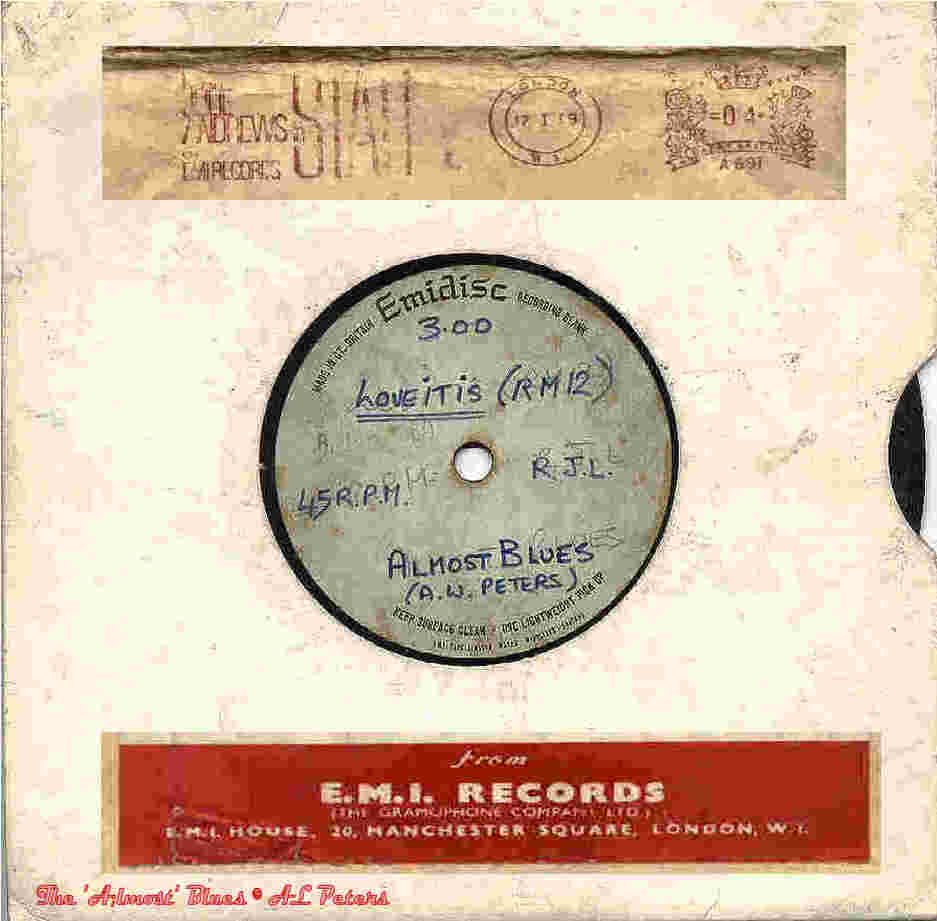 ANDREWS
STAN
EMI RECORDS
LONDON
W.1.
A 691
Emidisc
MADE IN GT. BRITAIN
RECORDING BLANK
3.00
Love it is (RM12)
45 R.P.M.
R.J.L.
ALMOST BLUES
(A.W. PETERS)
KEEP SURFACE CLEAN · USE LIGHTWEIGHT PICK UP
From
E.M.I. RECORDS
(THE GRAMOPHONE COMPANY LTD.)
E.M.I. HOUSE, 20, MANCHESTER SQUARE, LONDON, W.1.
The 'A;lmost' Blues © AL Peters